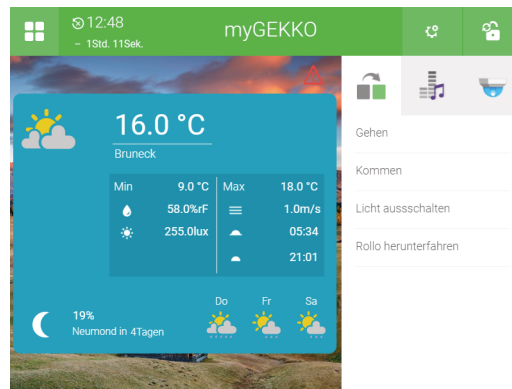 12:48
– 1Std. 11Sek.
myGEKKO
16.0 °C
Bruneck
Min 9.0 °C Max 18.0 °C
58.0%rF 1.0m/s
255.0lux 05:34
21:01
Do Fr Sa
19%
Neumond in 4Tagen
Gehen
Kommen
Licht aussschalten
Rollo herunterfahren